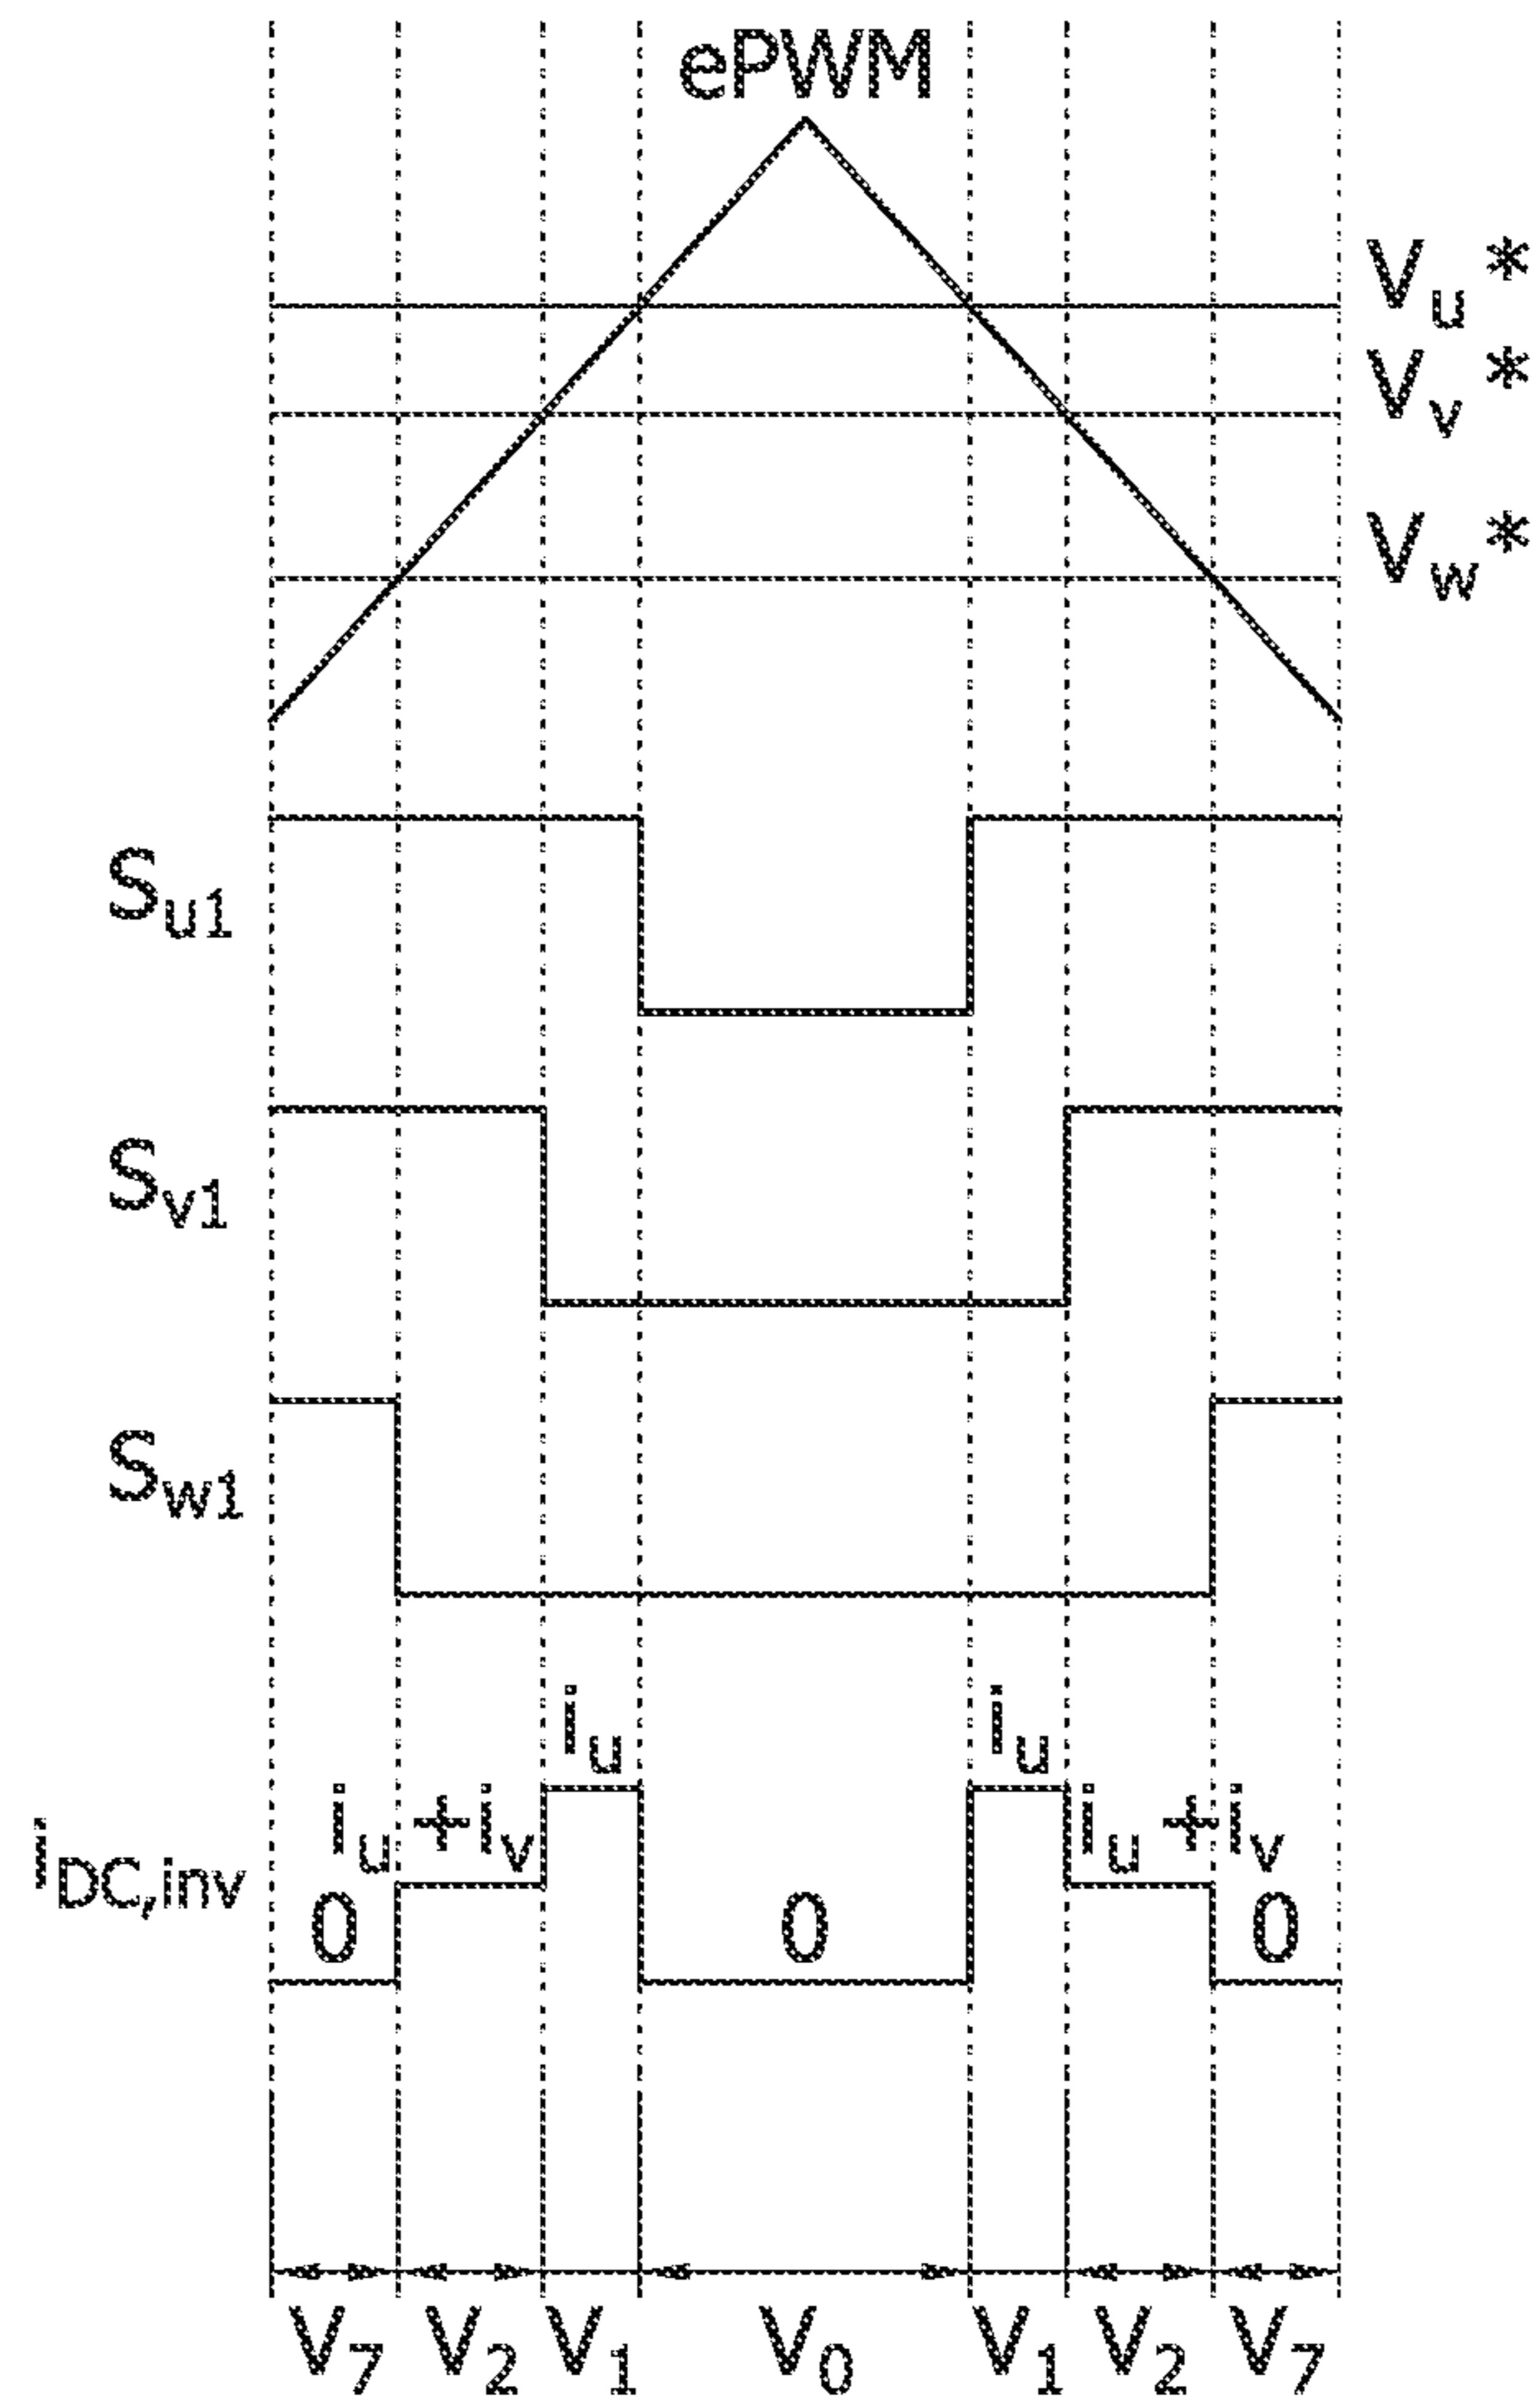 ePWM
Vu*
Vv*
Vw*
Su1
Sv1
Sw1
iu iu
iu+iv iu+iv
iDC,inv
0 0 0
V7 V2 V1 V0 V1 V2 V7